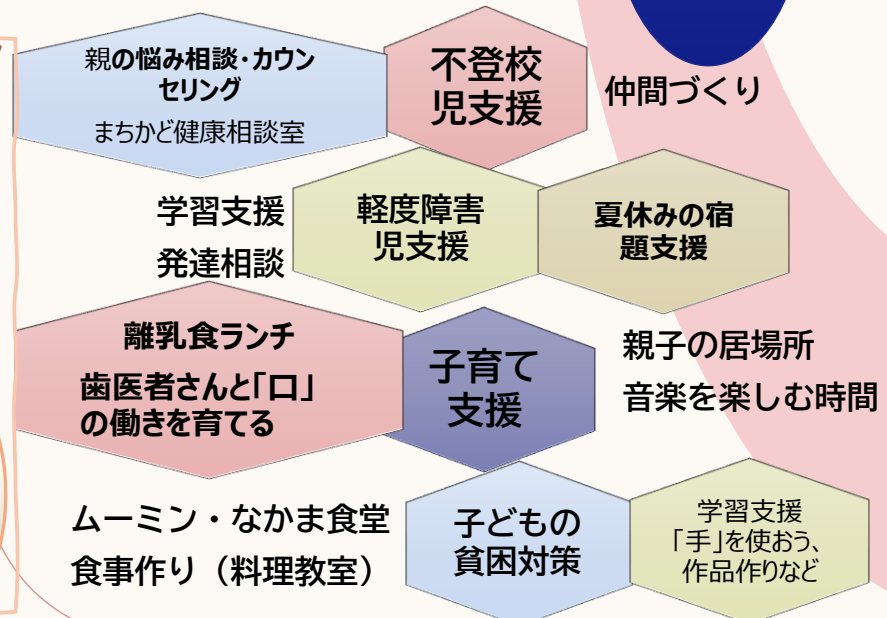 親の悩み相談・カウン
セリング
まちかど健康相談室
不登校
児支援
仲間づくり
学習支援
発達相談
軽度障害
児支援
夏休みの宿
題支援
離乳食ランチ
歯医者さんと「口」
の働きを育てる
子育て
支援
親子の居場所
音楽を楽しむ時間
ムーミン・なかま食堂
食事作り（料理教室）
子どもの
貧困対策
学習支援
「手」を使おう、
作品作りなど